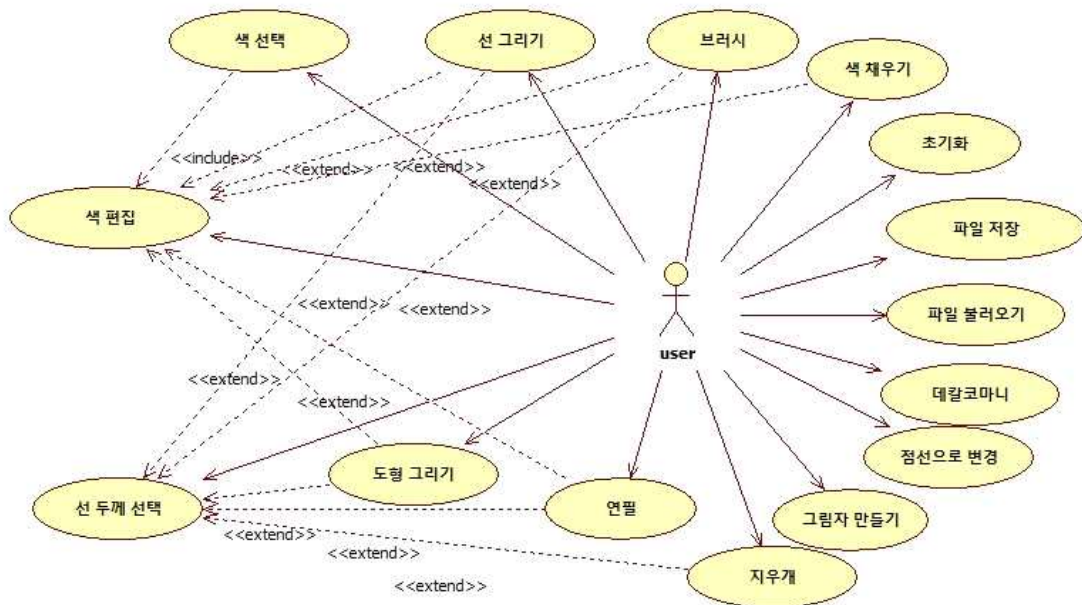 색 선택
선 그리기
브러시
색 채우기
초기화
<<include>>
<<extend>>
<<extend>>
<<extend>>
색 편집
파일 저장
<<extend>>
<<extend>>
파일 불러오기
user
<<extend>>
<<extend>>
데칼코마니
점선으로 변경
도형 그리기
선 두께 선택
연필
그림자 만들기
<<extend>>
<<extend>>
지우개
<<extend>>